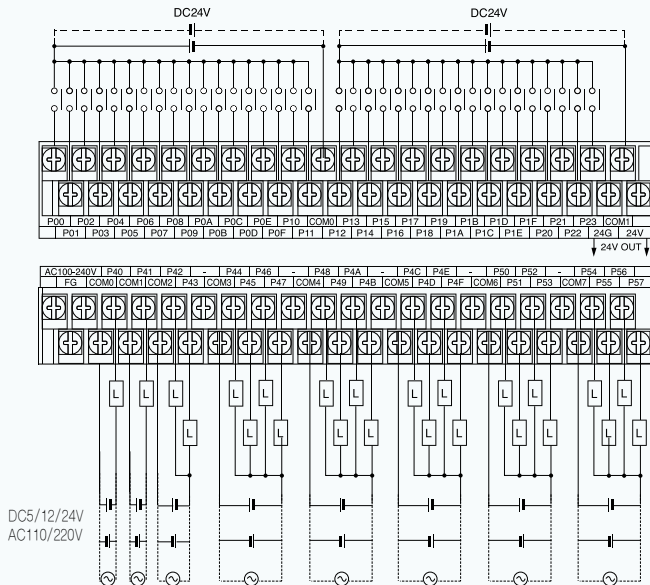 DC24V DC24V
P00 P02 P04 P06 P08 P0A P0C P0E P10 COM0 P13 P15 P17 P19 P1B P1D P1F P21 P23 COM1
P01 P03 P05 P07 P09 P0B P0D P0F P11 P12 P14 P16 P18 P1A P1C P1E P20 P22 24G 24V
24V OUT
AC100-240V P40 P41 P42 - P44 P46 - P48 P4A - P4C P4E - P50 P52 - P54 P56
FG COM0 COM1 COM2 P43 COM3 P45 P47 COM4 P49 P4B COM5 P4D P4F COM6 P51 P53 COM7 P55 P57
L L L L L L L L L L L L L
L L L L L L L L L L L
DC5/12/24V
AC110/220V